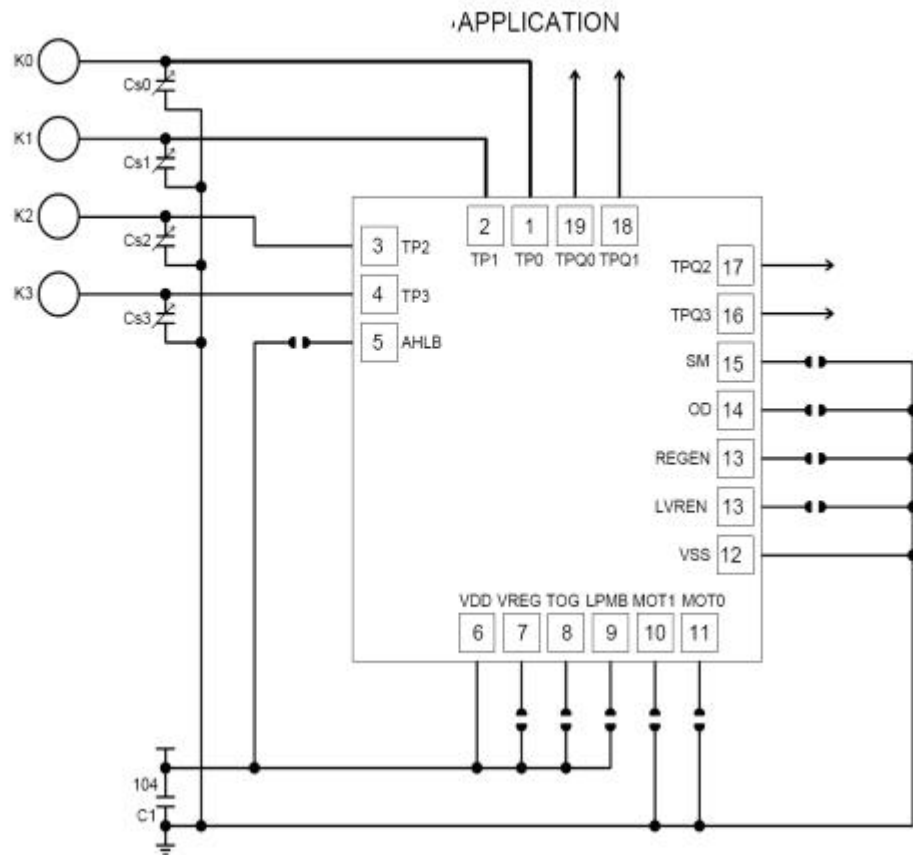 APPLICATION
K0
Cs0
K1
Cs1
K2
Cs2
K3
Cs3
2 1 19 18
TP1 TP0 TPQ0 TPQ1
3 TP2
4 TP3
5 AHLB
TPQ2 17
TPQ3 16
SM 15
OD 14
REGEN 13
LVREN 13
VSS 12
VDD VREG TOG LPMB MOT1 MOT0
6 7 8 9 10 11
104
C1